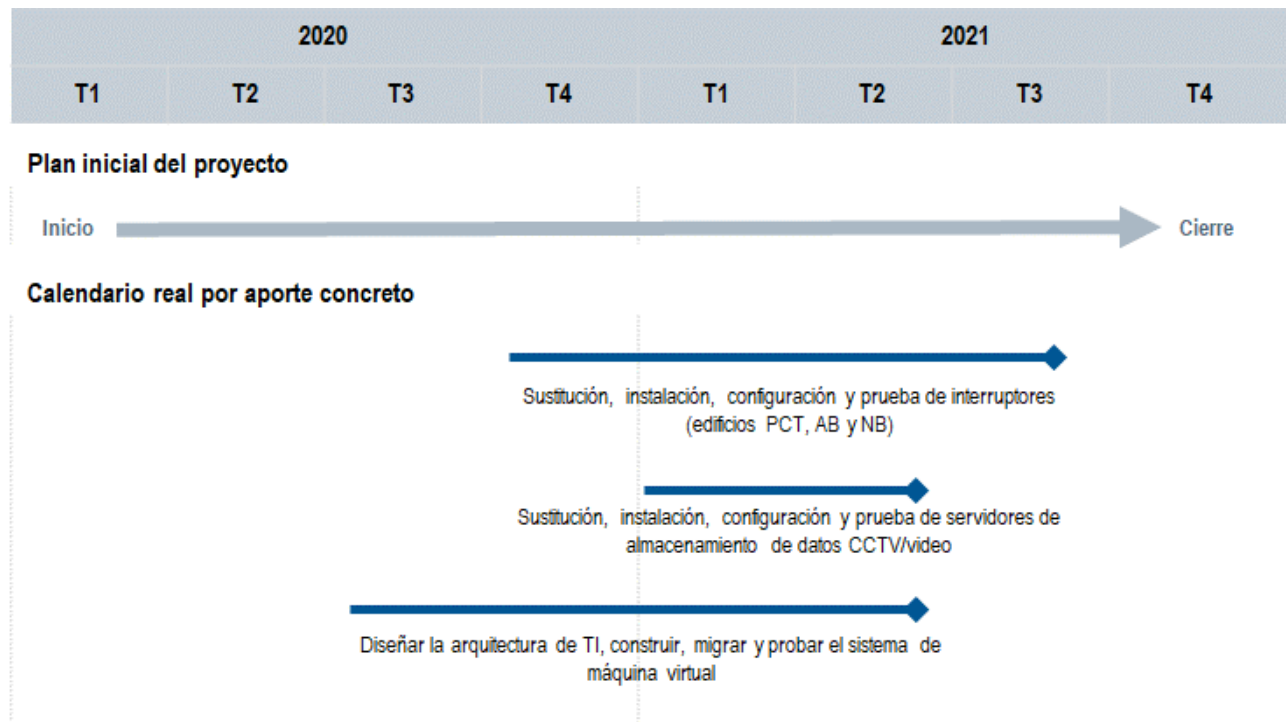 2020 2021
T1 T2 T3 T4 T1 T2 T3 T4
Plan inicial del proyecto
Inicio Cierre
Calendario real por aporte concreto
Sustitución, instalación, configuración y prueba de interruptores
(edificios PCT, AB y NB)
Sustitución, instalación, configuración y prueba de servidores de
almacenamiento de datos CCTV/video
Diseñar la arquitectura de TI, construir, migrar y probar el sistema de
máquina virtual